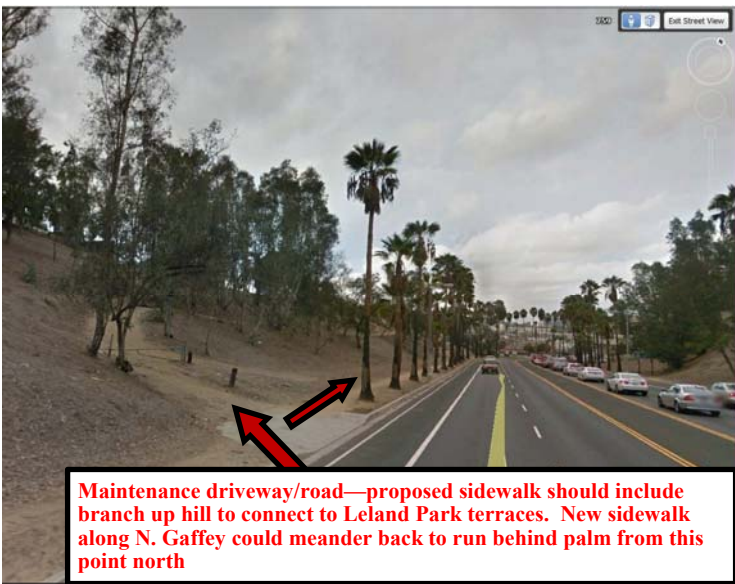 Exit Street View
Maintenance driveway/road—proposed sidewalk should include
branch up hill to connect to Leland Park terraces.  New sidewalk
along N. Gaffey could meander back to run behind palm from this
point north